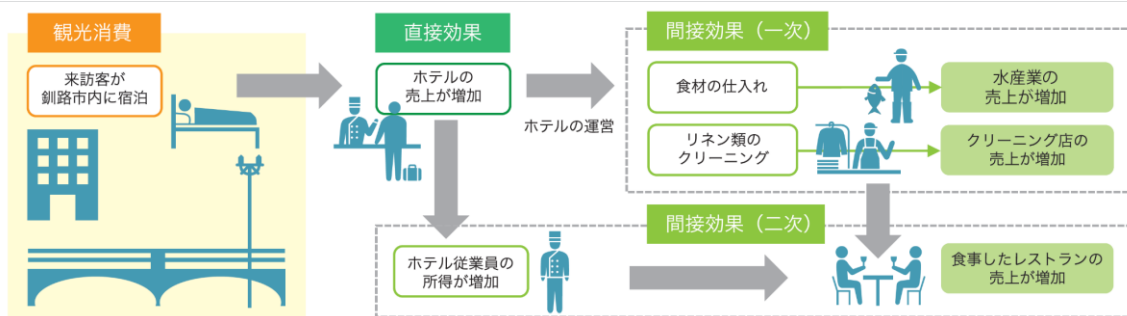 観光消費
来訪客が
釧路市内に宿泊
直接効果
ホテルの
売上が増加
ホテルの運営
間接効果（一次）
食材の仕入れ
水産業の
売上が増加
リネン類の
クリーニング
クリーニング店の
売上が増加
間接効果（二次）
ホテル従業員の
所得が増加
食事したレストランの
売上が増加